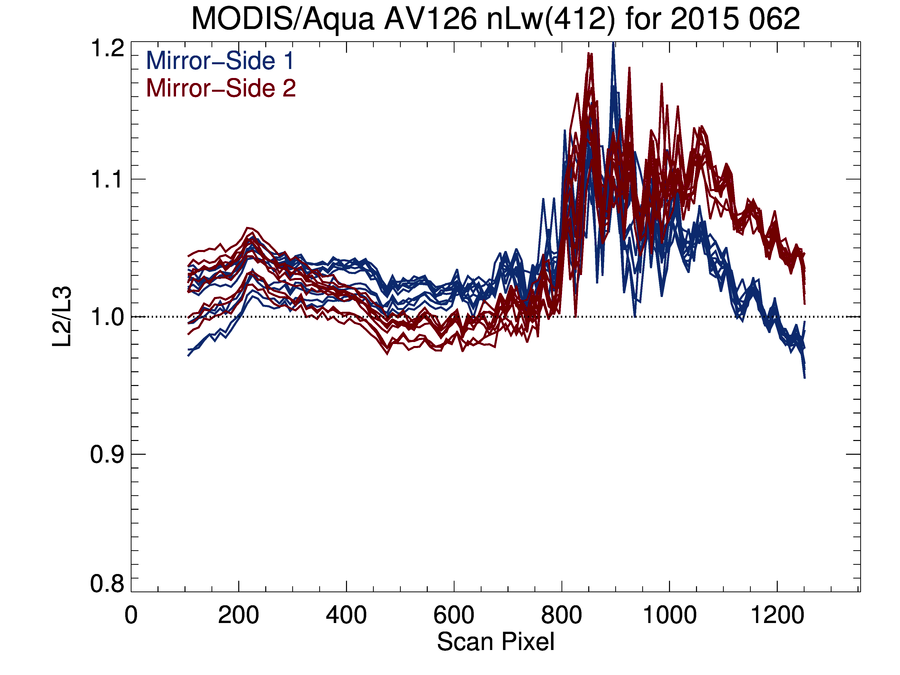 MODIS/Aqua AV126 nLw(412) for 2015 062
Mirror−Side 1
Mirror−Side 2
1.2
1.1
1.0
0.9
0.8
L2/L3
0 200 400 600 800 1000 1200
Scan Pixel